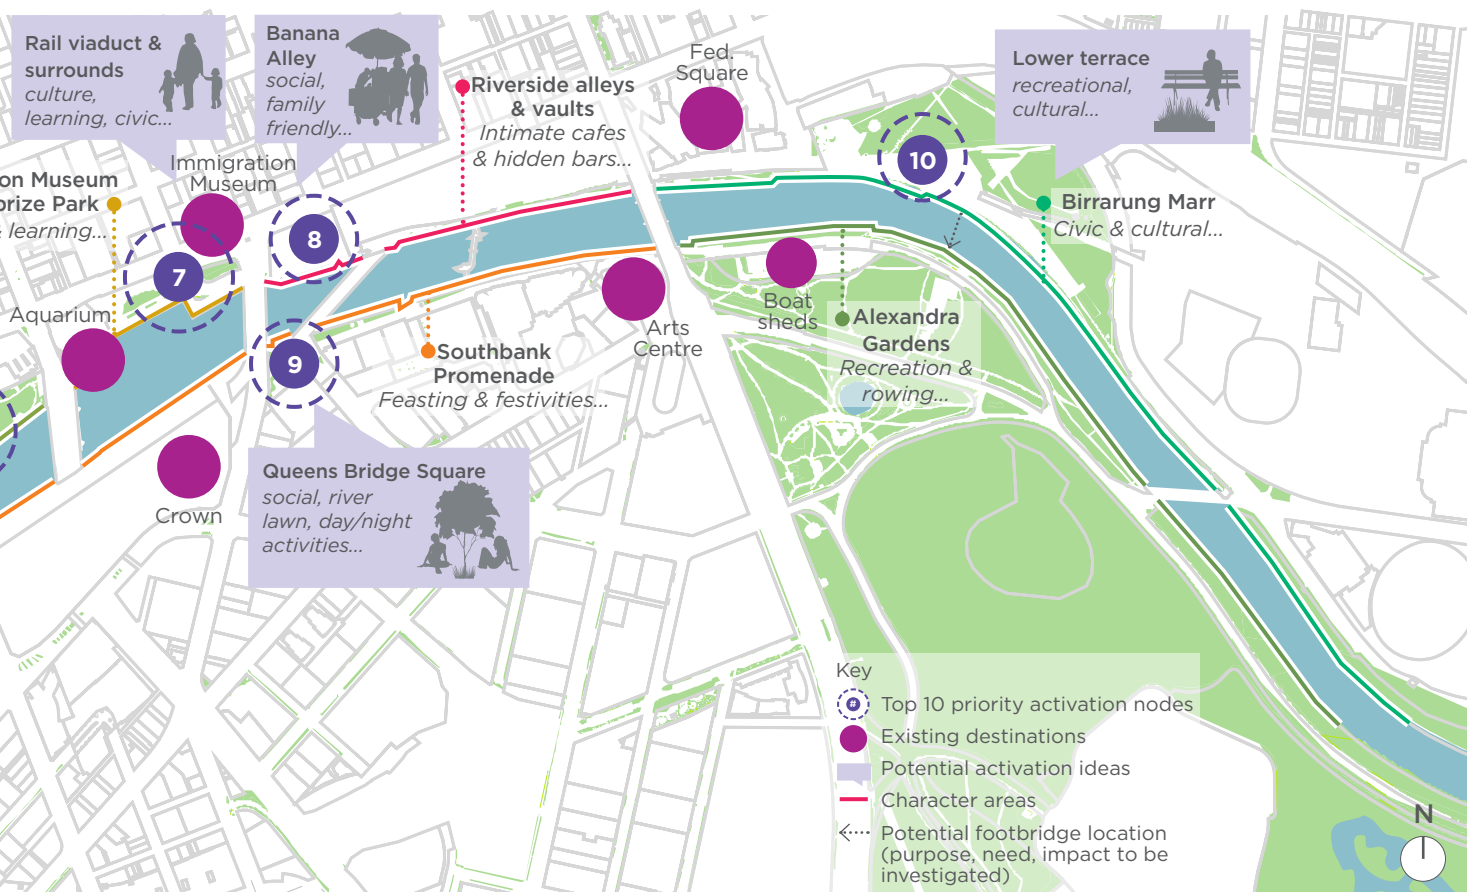 Rail viaduct &
surrounds
culture,
learning, civic...
Banana
Alley
social,
family
friendly...
Riverside alleys
& vaults
Intimate cafes
& hidden bars...
Fed.
Square
Lower terrace
recreational,
cultural...
10
Immigration
Museum
on Museum
prize Park
& learning...
7
8
Birrarung Marr
Civic & cultural...
Aquarium
9
Boat
sheds
Arts
Centre
Alexandra
Gardens
Recreation &
rowing...
Southbank
Promenade
Feasting & festivities...
Crown
Queens Bridge Square
social, river
lawn, day/night
activities...
Key
# Top 10 priority activation nodes
Existing destinations
Potential activation ideas
Character areas
Potential footbridge location
(purpose, need, impact to be
investigated)
N